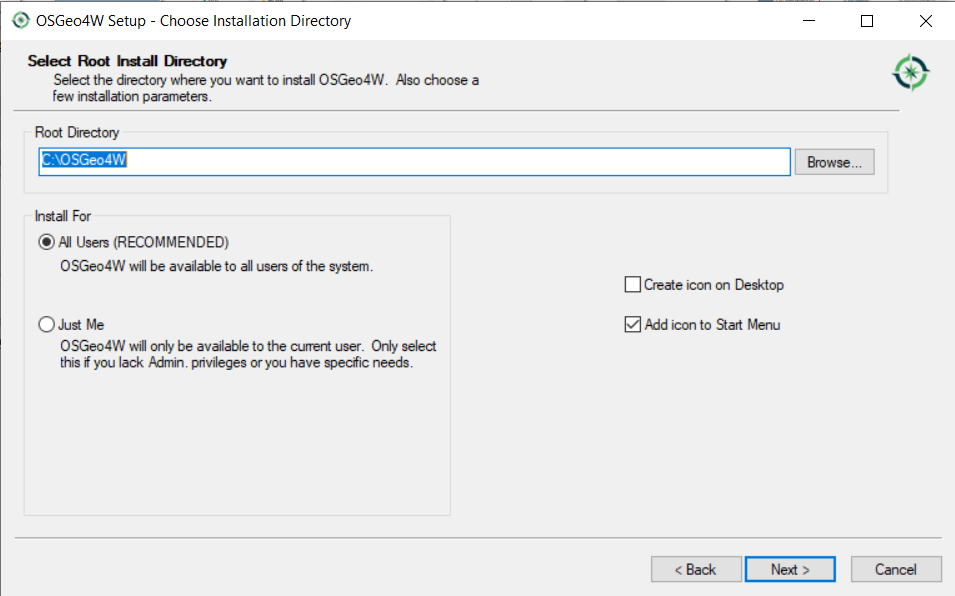 OSGeo4W Setup - Choose Installation Directory
Select Root Install Directory
Select the directory where you want to install OSGeo4W. Also choose a
few installation parameters.
Root Directory
C:\OSGeo4W
Browse...
Install For
All Users (RECOMMENDED)
OSGeo4W will be available to all users of the system.
Just Me
OSGeo4W will only be available to the current user. Only select
this if you lack Admin. privileges or you have specific needs.
Create icon on Desktop
Add icon to Start Menu
< Back
Next >
Cancel